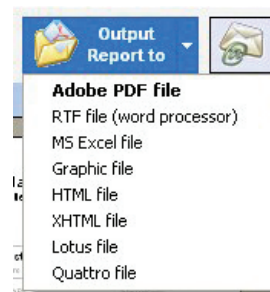 Output
Report to
Adobe PDF file
RTF file (word processor)
MS Excel file
Graphic file
HTML file
XHTML file
Lotus file
Quattro file